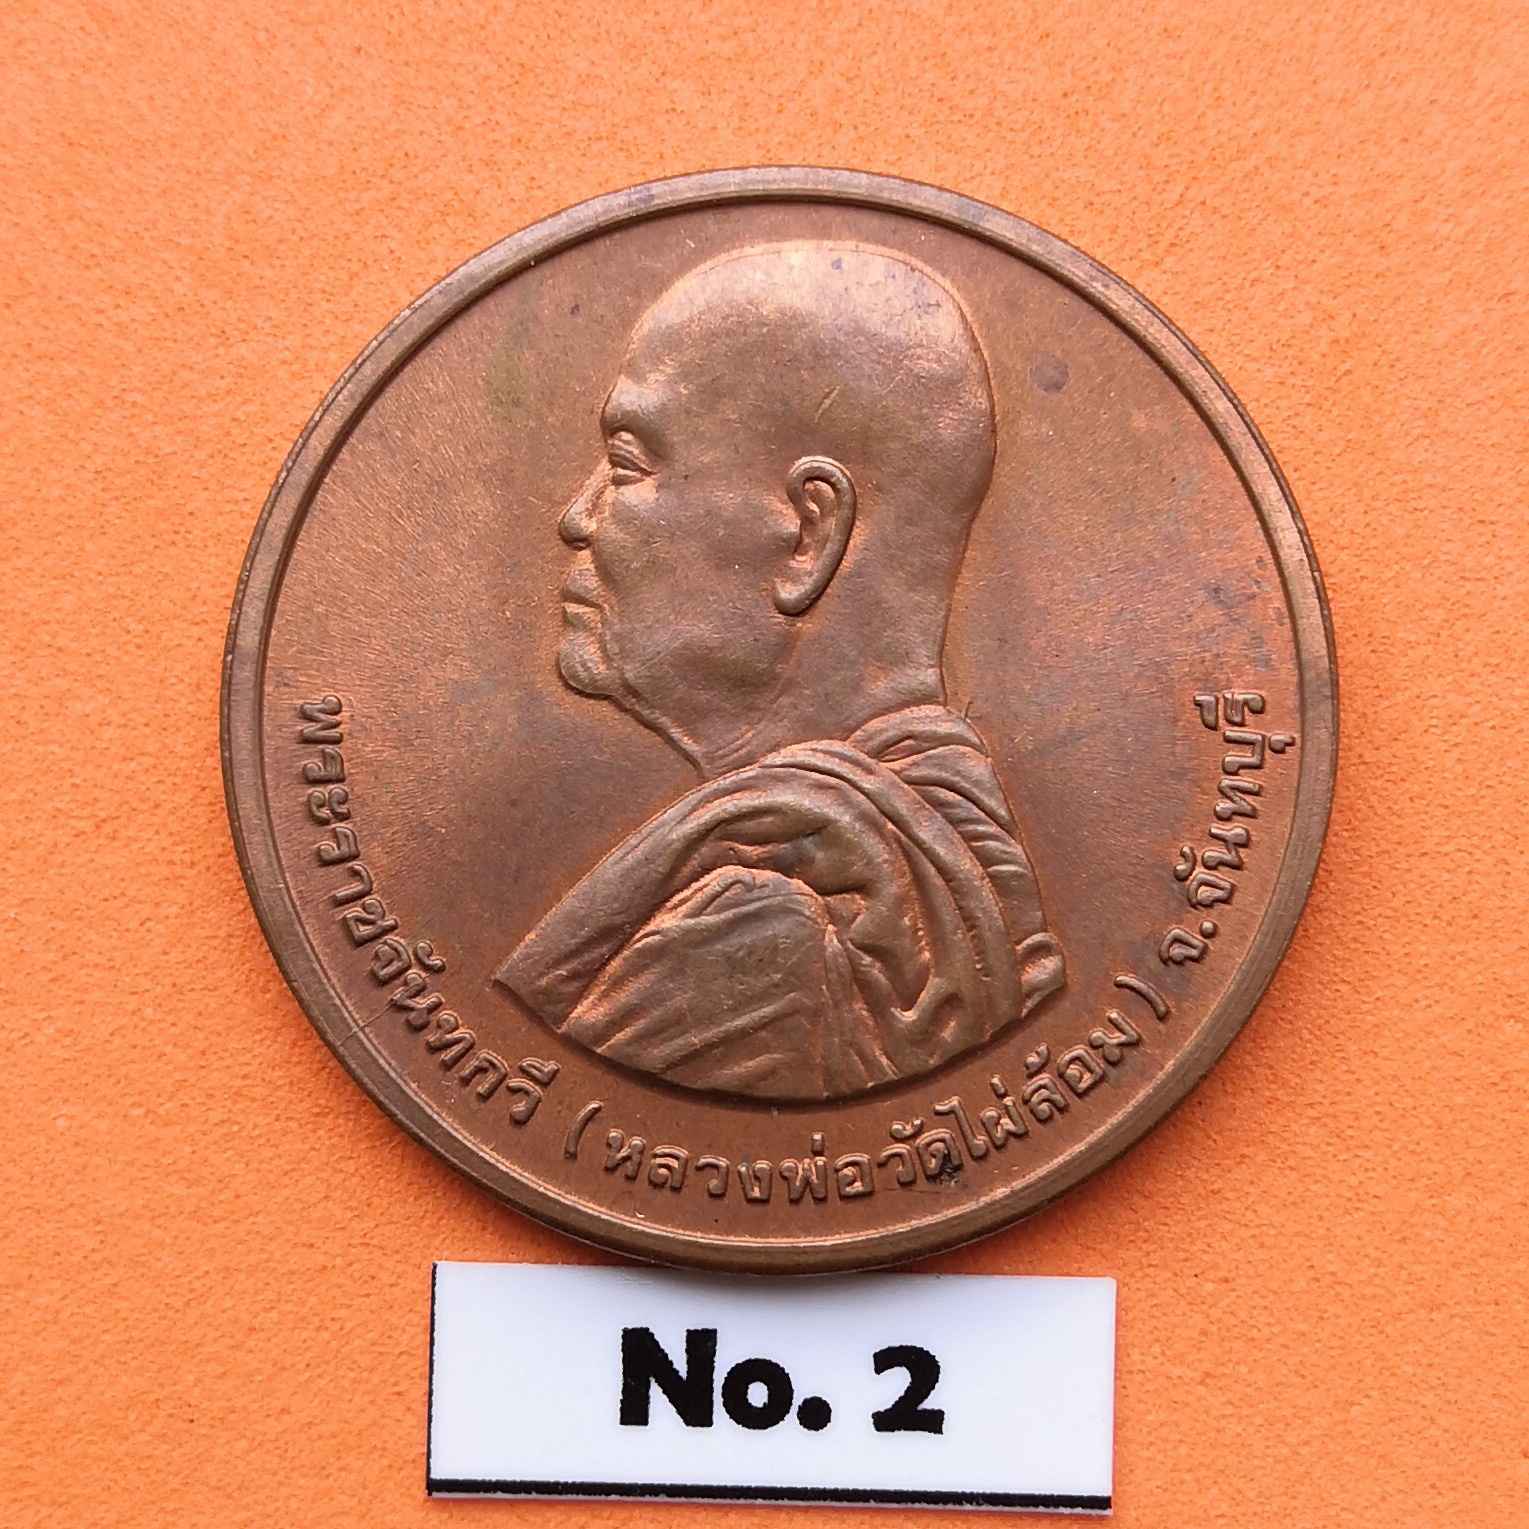 พระราชจันทกวี (หลวงพ่อวัดไผ่ล้อม) จ.จันทบุรี
No. 2